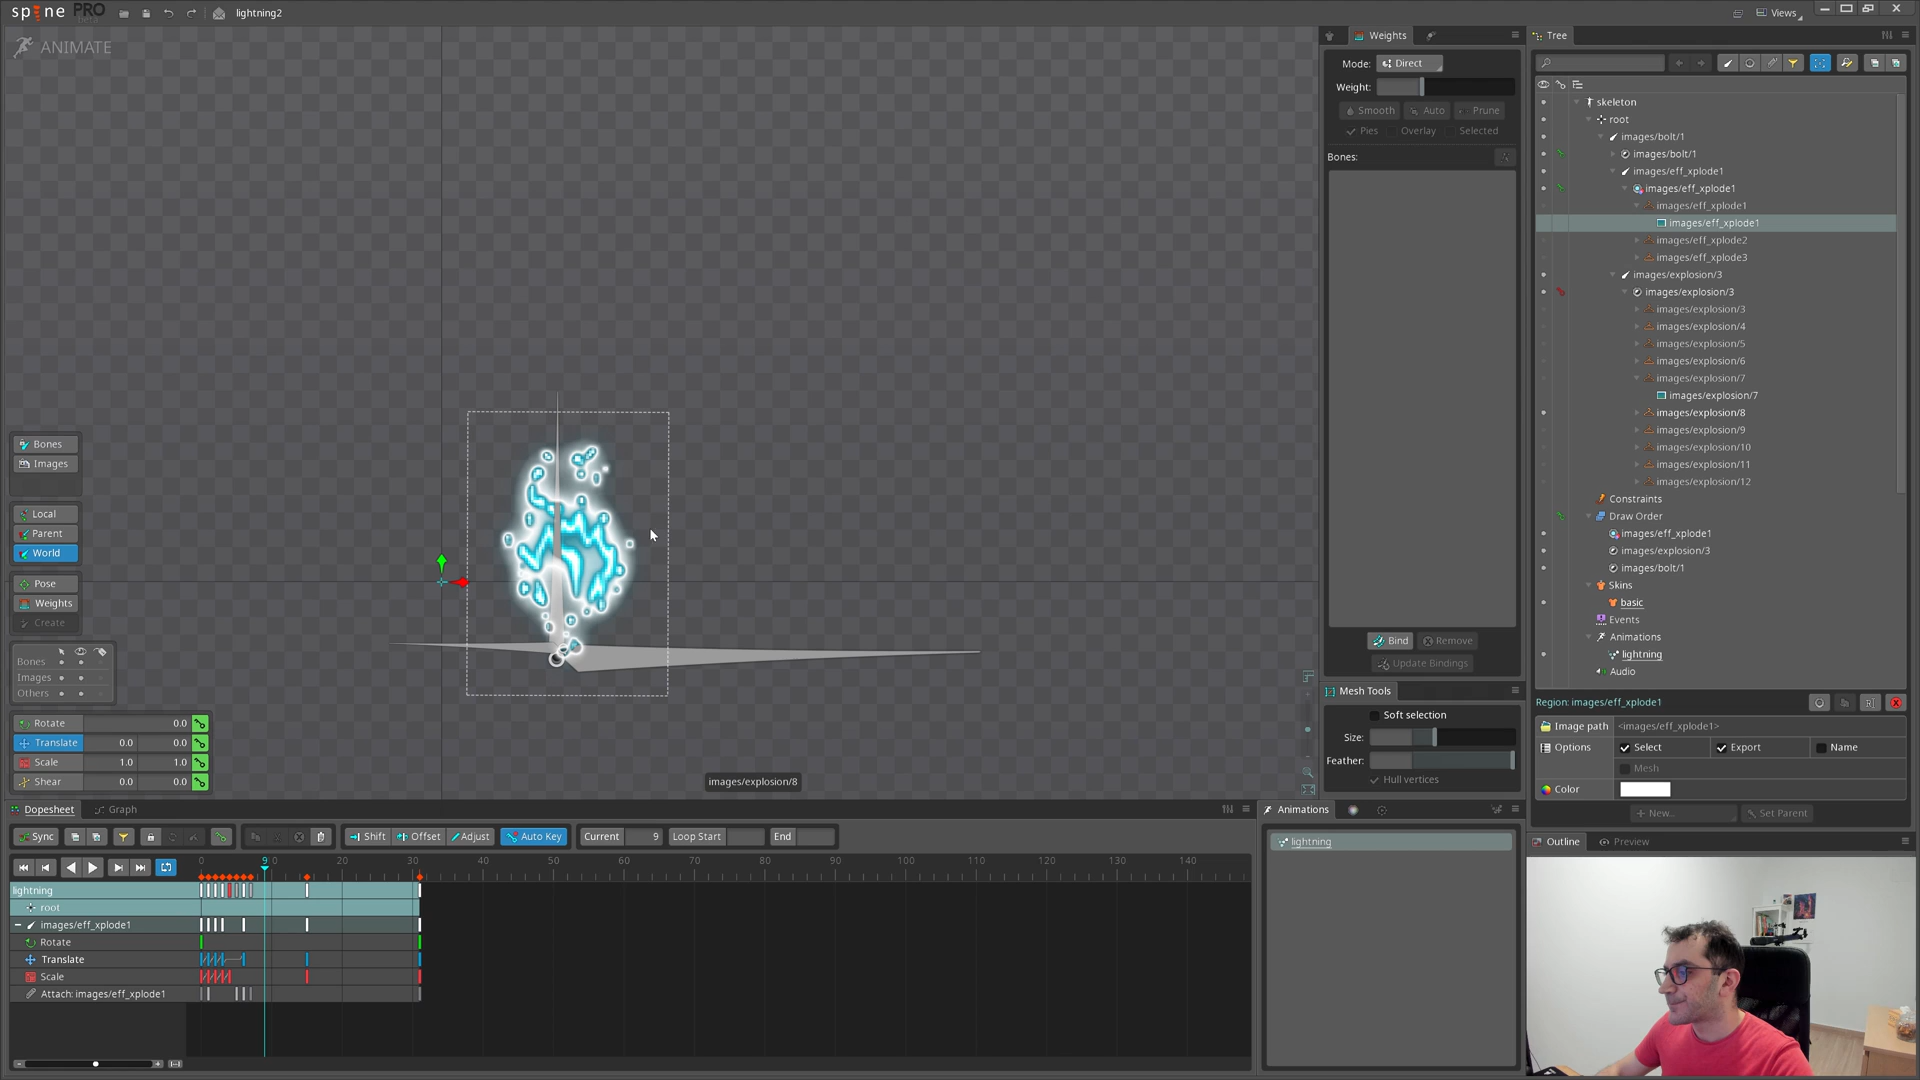 spine PRO
beta
lightning2
Views
ANIMATE
Weights
Mode:
Direct
Weight:
Smooth
Auto
Prune
Pies
Overlay
Selected
Bones:
Bind
Remove
Update Bindings
Mesh Tools
Soft selection
Size:
Feather:
Hull vertices
Tree
skeleton
root
images/bolt/1
images/bolt/1
images/eff_xplode1
images/eff_xplode1
images/eff_xplode1
images/eff_xplode1
images/eff_xplode2
images/eff_xplode3
images/explosion/3
images/explosion/3
images/explosion/3
images/explosion/4
images/explosion/5
images/explosion/6
images/explosion/7
images/explosion/7
images/explosion/8
images/explosion/9
images/explosion/10
images/explosion/11
images/explosion/12
Constraints
Draw Order
images/eff_xplode1
images/explosion/3
images/bolt/1
Skins
basic
Events
Animations
lightning
Audio
Region: images/eff_xplode1
Image path
<images/eff_xplode1>
Options
Select
Export
Name
Mesh
Color
New...
Set Parent
Bones
Images
Local
Parent
World
Pose
Weights
Create
Bones
Images
Others
Rotate 0.0
Translate 0.0 0.0
Scale 1.0 1.0
Shear 0.0 0.0
images/explosion/8
Dopesheet
Graph
Sync
Shift
Offset
Adjust
Auto Key
Current 9
Loop Start
End
0 9 20 30 40 50 60 70 80 90 100 110 120 130 140
lightning
root
images/eff_xplode1
Rotate
Translate
Scale
Attach: images/eff_xplode1
Animations
lightning
Outline
Preview